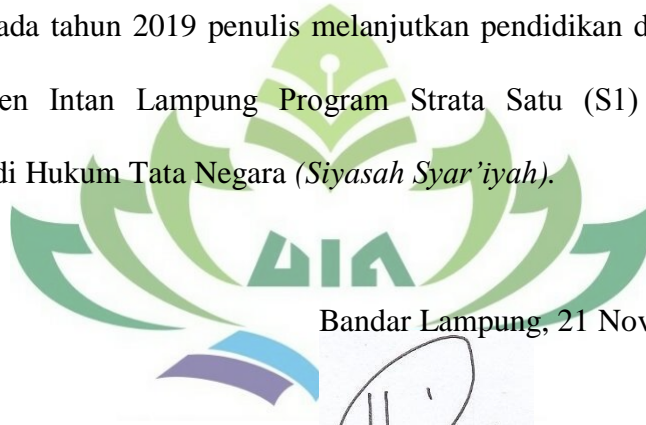 ada tahun 2019 penulis melanjutkan pendidikan d
en Intan Lampung Program Strata Satu (S1)
di Hukum Tata Negara (Siyasah Syar’iyah).
UIN
Bandar Lampung, 21 Nov